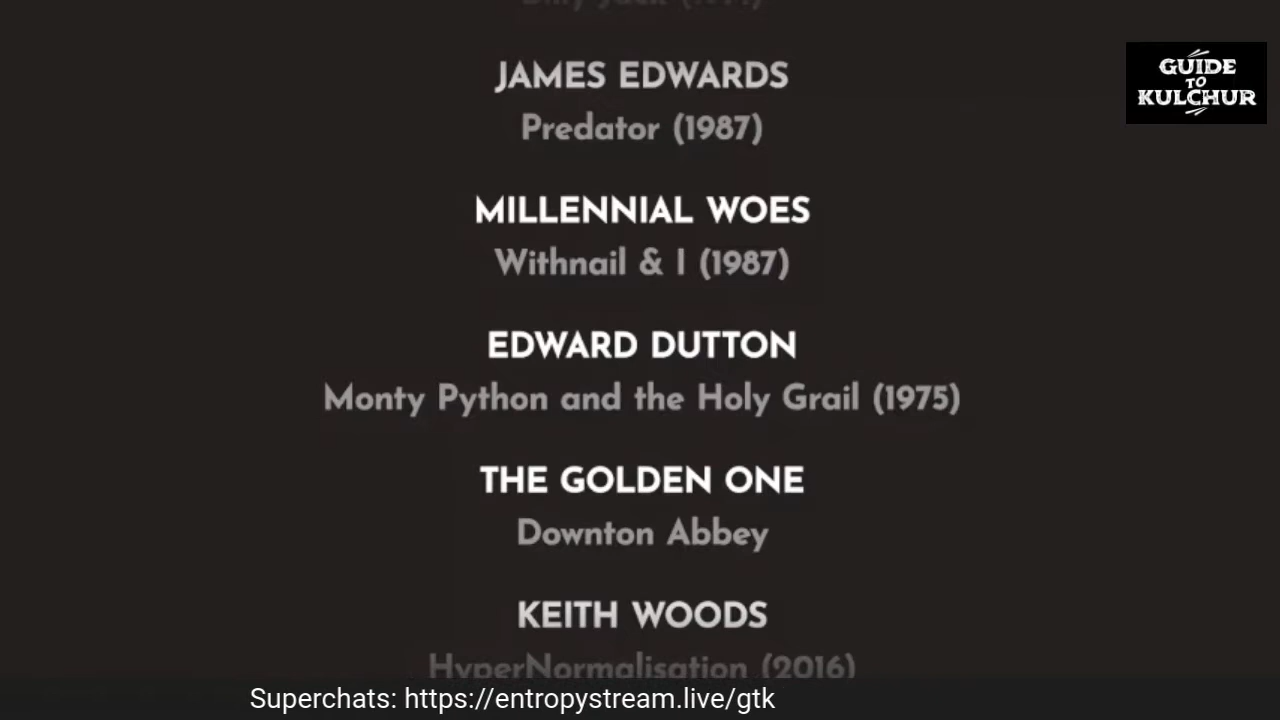 JAMES EDWARDS
Predator (1987)
MILLENNIAL WOES
Withnail & I (1987)
EDWARD DUTTON
Monty Python and the Holy Grail (1975)
THE GOLDEN ONE
Downton Abbey
KEITH WOODS
HyperNormalisation (2016)
Superchats: https://entropystream.live/gtk
GUIDE
TO
KULCHUR